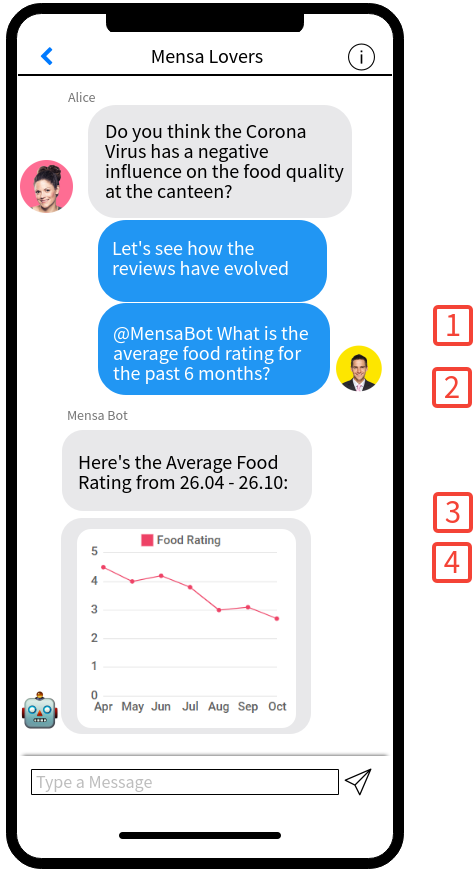 Mensa Lovers
i
Alice
Do you think the Corona
Virus has a negative
influence on the food quality
at the canteen?
Let's see how the
reviews have evolved
1
@MensaBot What is the
average food rating for
the past 6 months?
2
Mensa Bot
Here's the Average Food
Rating from 26.04 - 26.10:
3
Food Rating
4
5
4
3
2
1
0
Apr May Jun Jul Aug Sep Oct
Type a Message